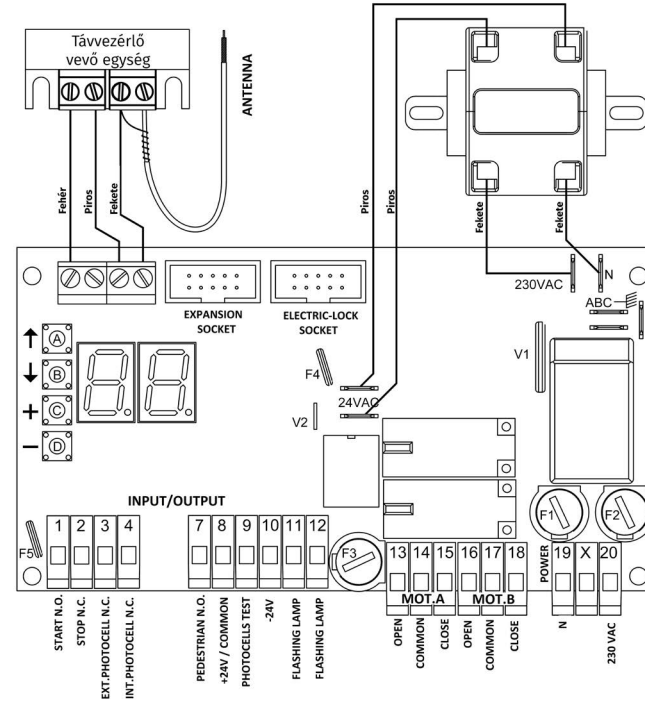 Távvezérlő
vevő egység
ANTENNA
Fehér
Piros
Fekete
Piros
Piros
Fekete
Fekete
230VAC
N
ABC
EXPANSION
SOCKET
ELECTRIC-LOCK
SOCKET
A
B
C
D
F4
24VAC
V2
V1
INPUT/OUTPUT
F5
1
2
3
4
7
8
9
10
11
12
F3
13
14
15
16
17
18
MOT.A
MOT.B
F1
F2
POWER
19
X
20
START N.O.
STOP N.C.
EXT.PHOTOCELL N.C.
INT.PHOTOCELL N.C.
PEDESTRIAN N.O.
+24V / COMMON
PHOTOCELLS TEST
-24V
FLASHING LAMP
FLASHING LAMP
OPEN
COMMON
CLOSE
OPEN
COMMON
CLOSE
N
230 VAC